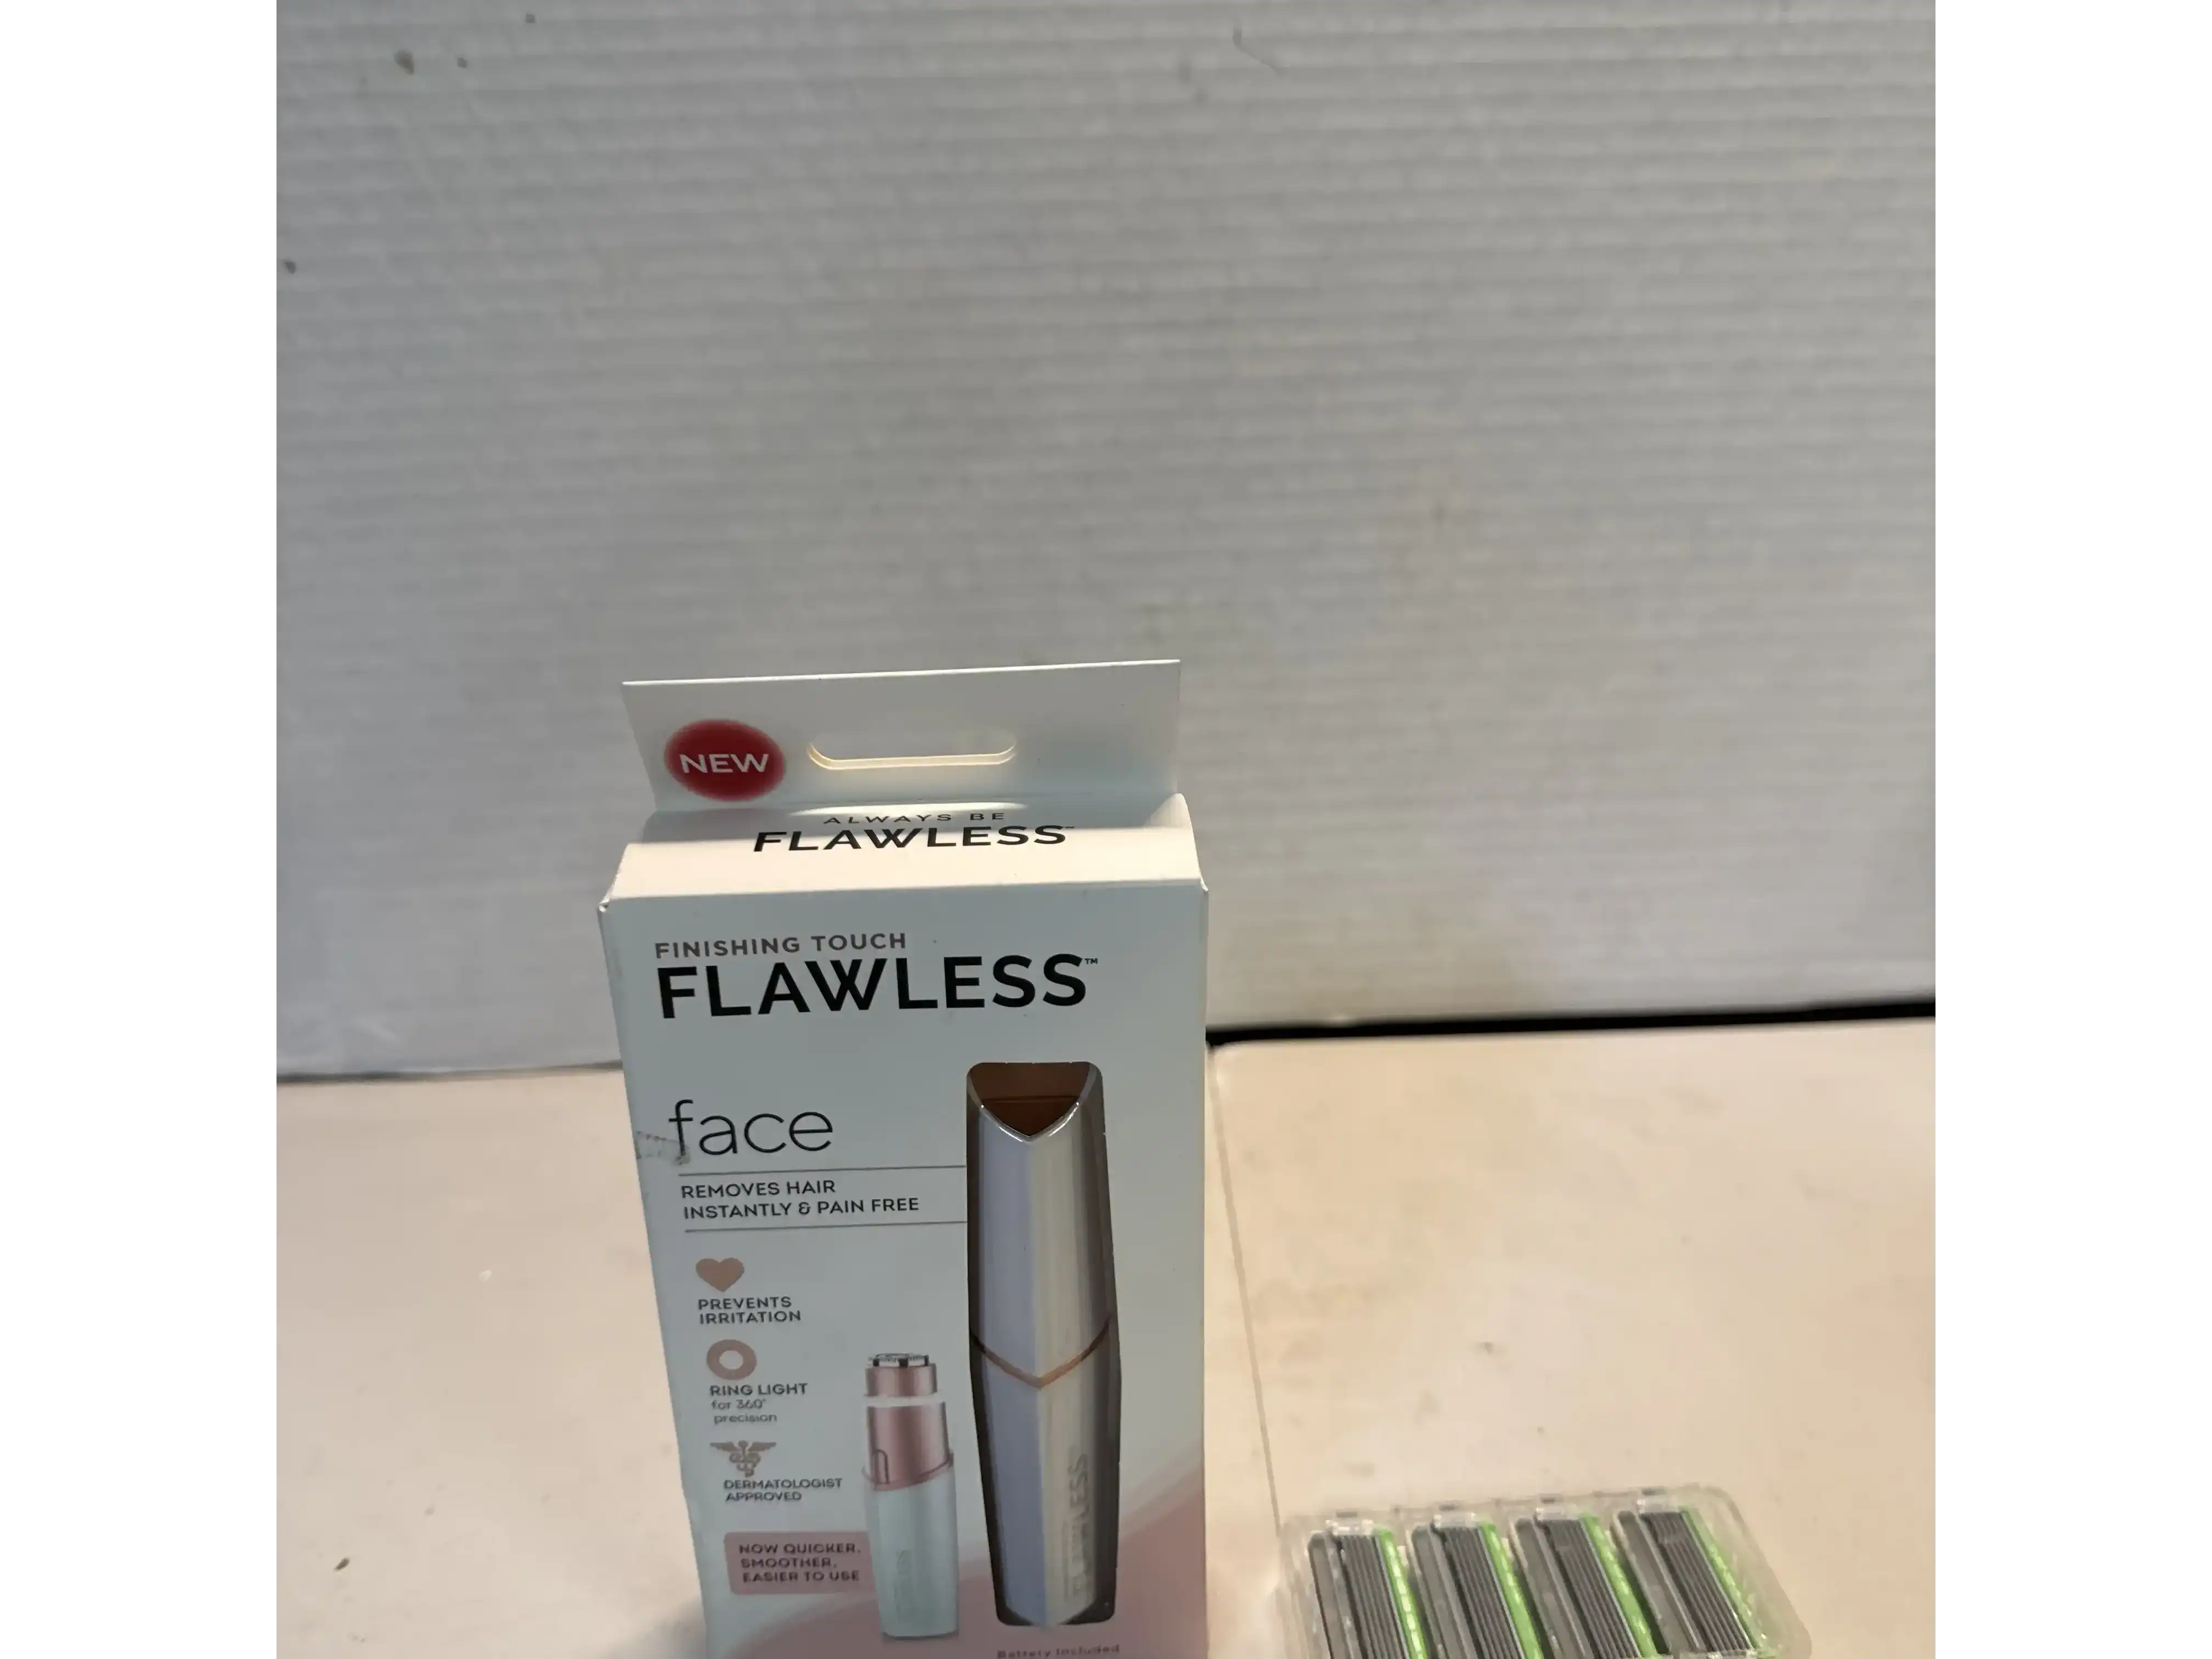 NEW
ALWAYS BE
FLAWLESS™
FINISHING TOUCH
FLAWLESS™
face
REMOVES HAIR
INSTANTLY & PAIN FREE
PREVENTS
IRRITATION
RING LIGHT
for 360°
precision
DERMATOLOGIST
APPROVED
NOW QUICKER,
SMOOTHER,
EASIER TO USE
FLAWLESS
FLAWLESS
Battery Included